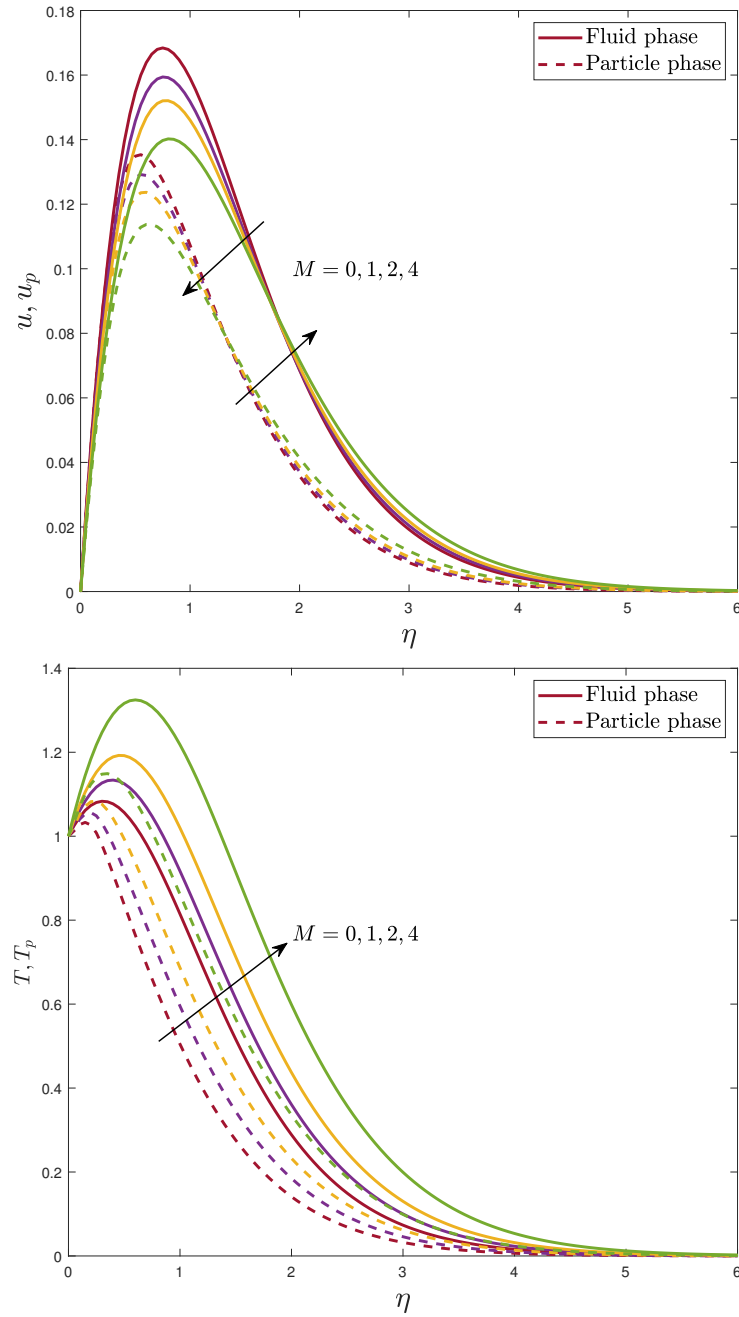 0.18
0.16
0.14
0.12
0.1
0.08
0.06
0.04
0.02
0
u, u_p
Fluid phase
Particle phase
M = 0, 1, 2, 4
0 1 2 3 4 5 6
η
1.4
1.2
1
0.8
0.6
0.4
0.2
0
T, T_p
Fluid phase
Particle phase
M = 0, 1, 2, 4
0 1 2 3 4 5 6
η